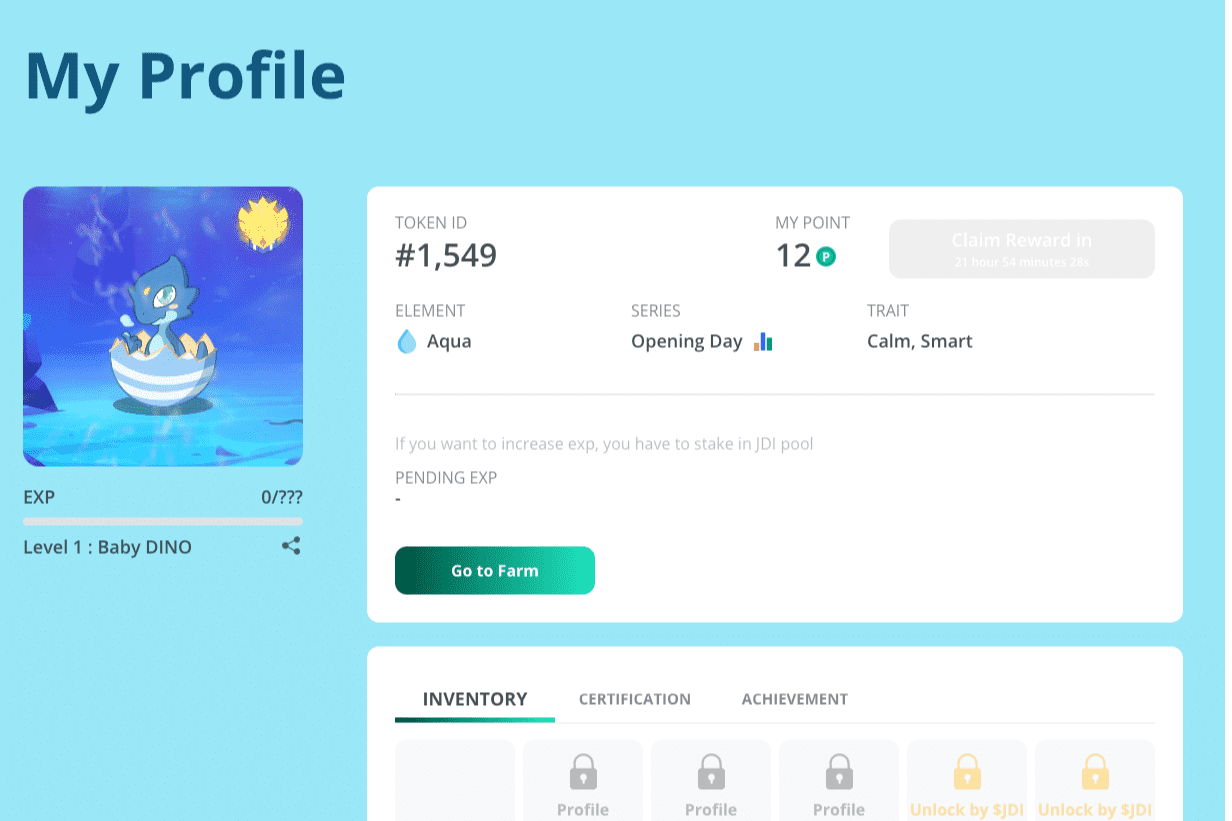 My Profile
EXP 0/???
Level 1 : Baby DINO
TOKEN ID
#1,549
MY POINT
12 P
Claim Reward in
21 hour 54 minutes 28s
ELEMENT
Aqua
SERIES
Opening Day
TRAIT
Calm, Smart
If you want to increase exp, you have to stake in JDI pool
PENDING EXP
-
Go to Farm
INVENTORY CERTIFICATION ACHIEVEMENT
Profile Profile Profile Unlock by $JDI Unlock by $JDI